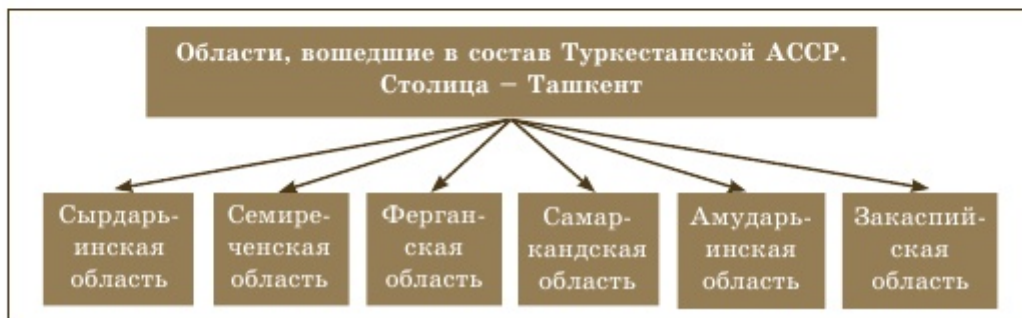 Области, вошедшие в состав Туркестанской АССР.
Столица – Ташкент
Сырдарь-
инская
область
Семире-
ченская
область
Ферган-
ская
область
Самар-
кандская
область
Амударь-
инская
область
Закаспий-
ская
область